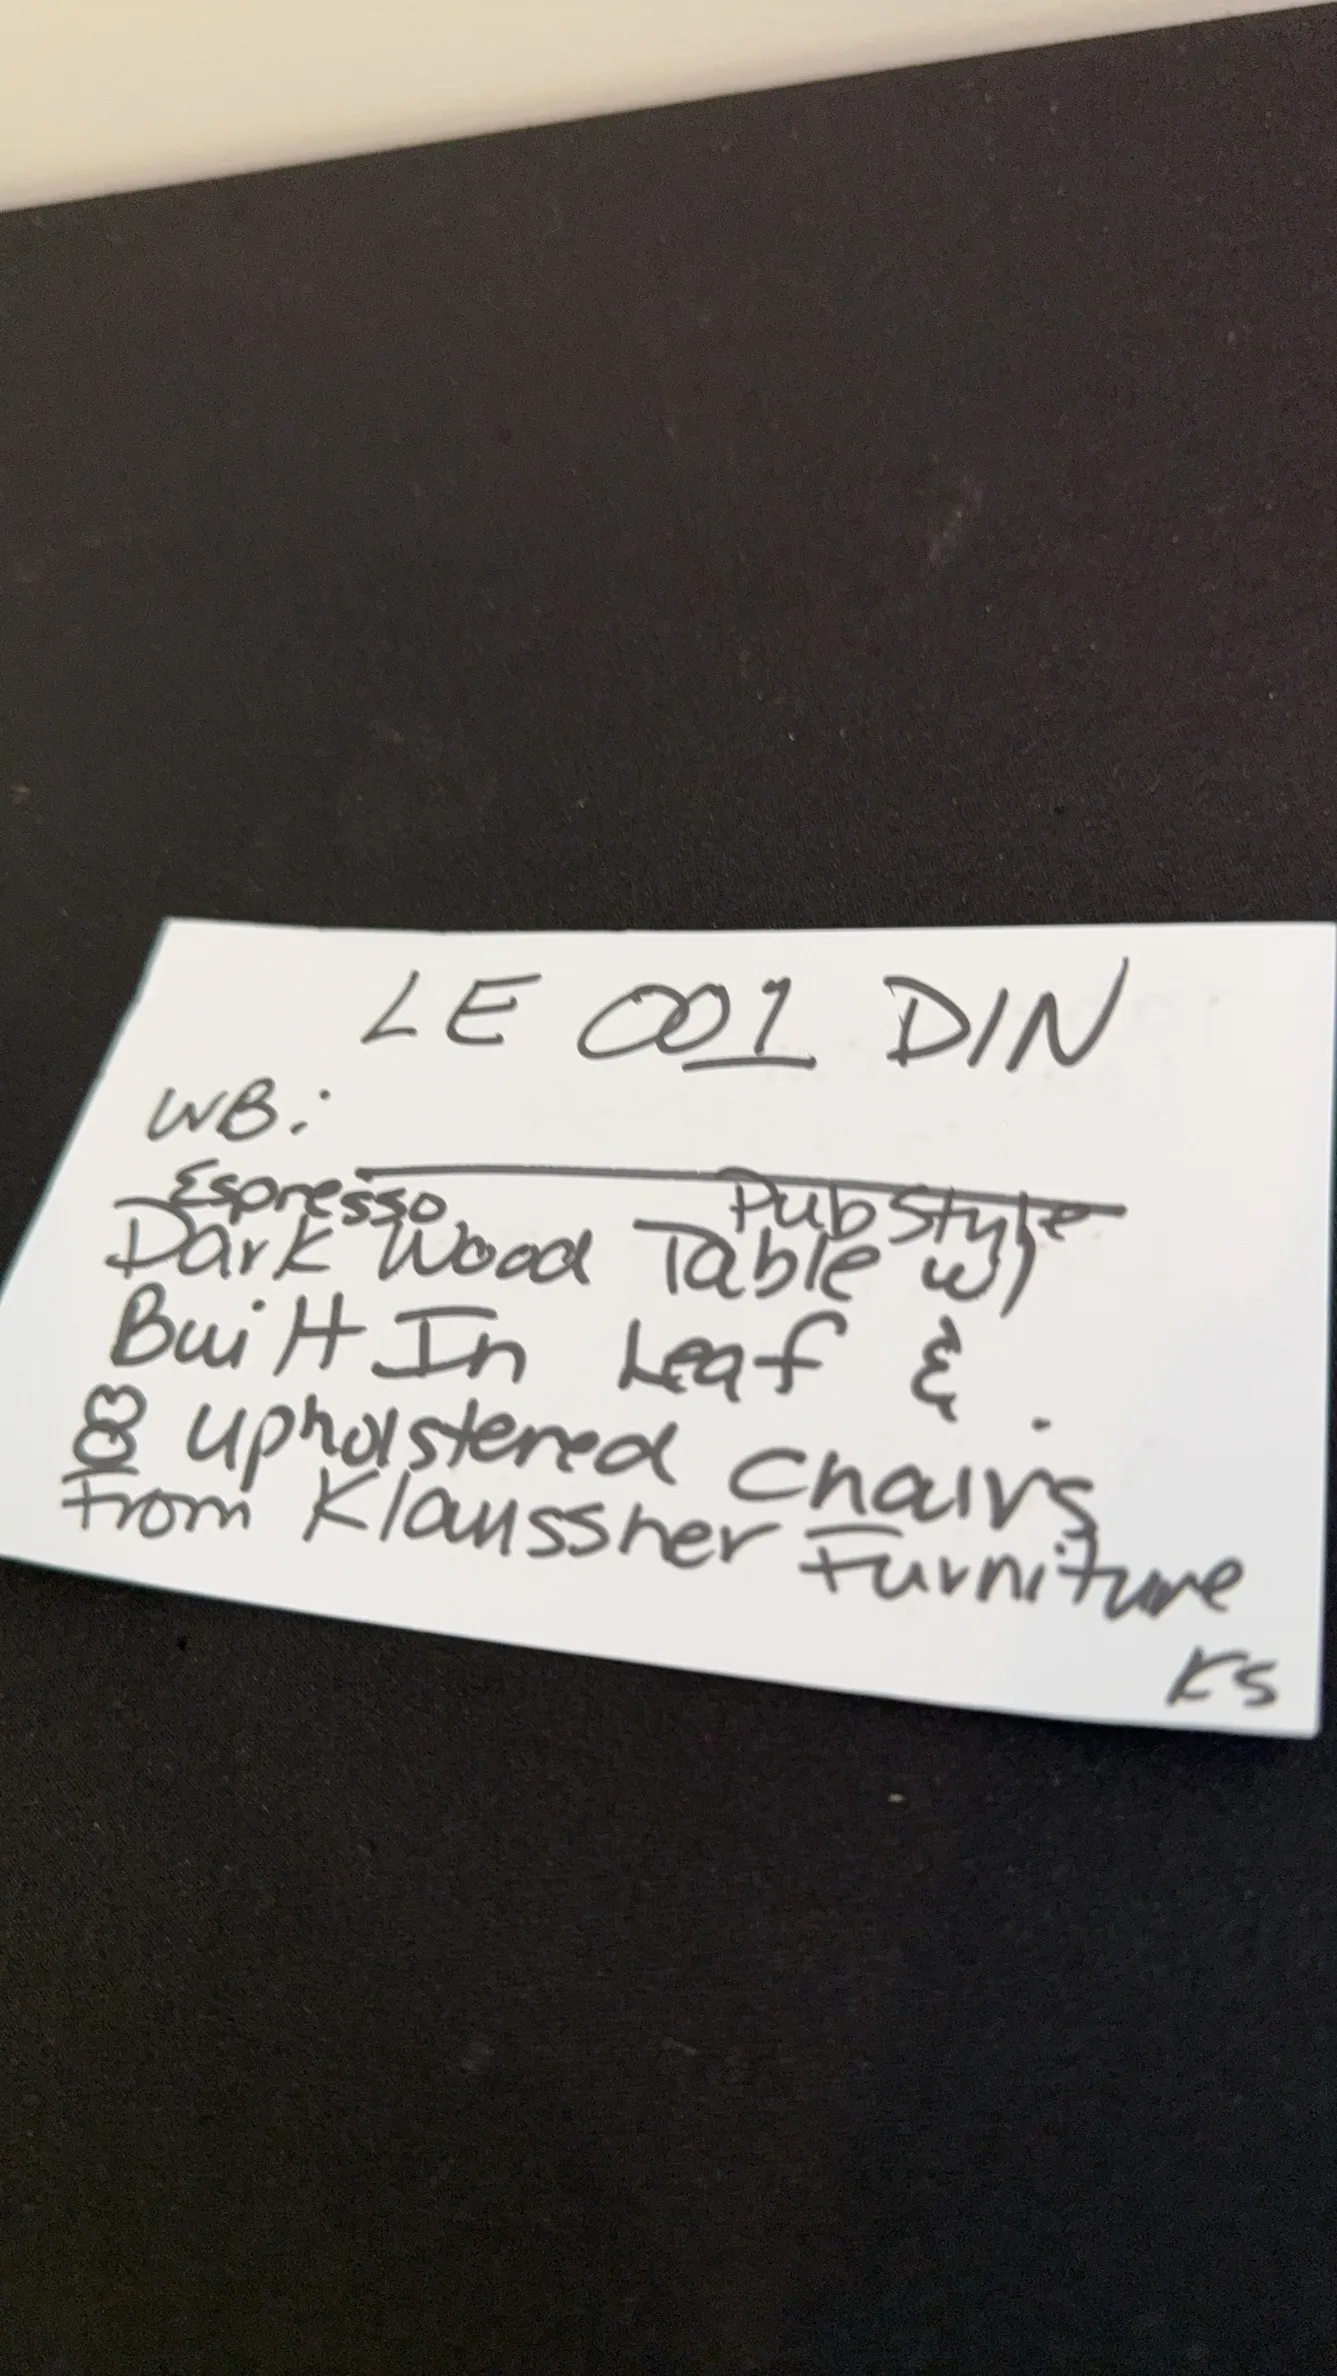 LE 001 DIN
WB:
Espresso Pub Style
Dark Wood Table w/
Built In Leaf &
8 upholstered Chairs
From Klaussner Furniture
KS